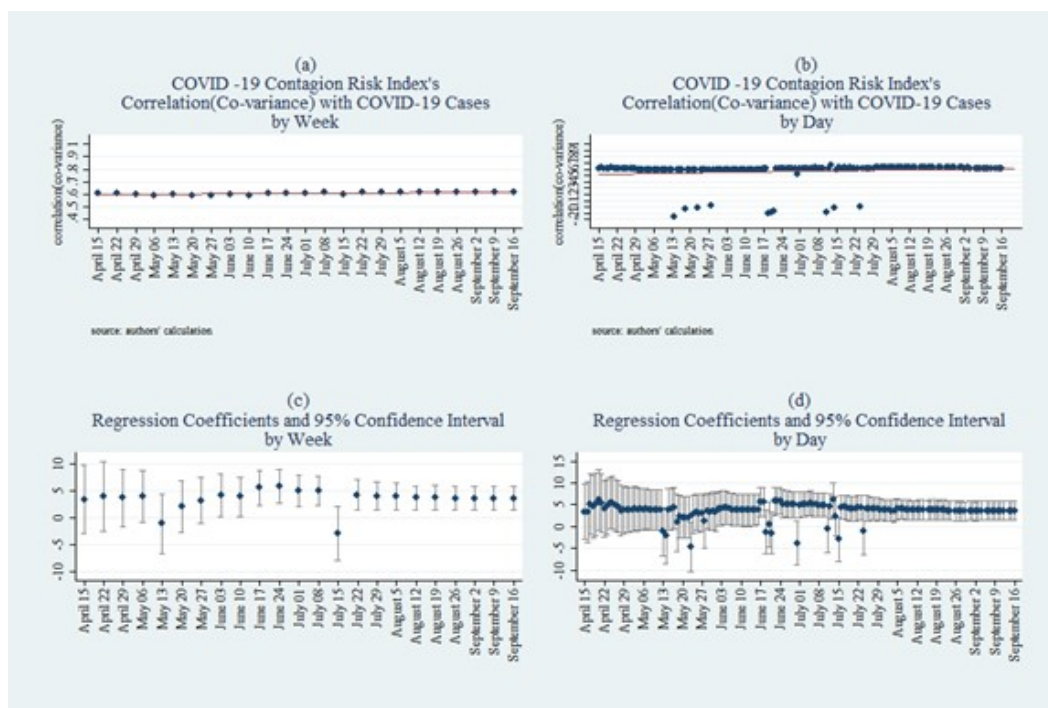 (a)
COVID -19 Contagion Risk Index's
Correlation(Co-variance) with COVID-19 Cases
by Week
correlation(co-variance)
.4 .5 .6 .7 .8 .9 1
April 15
April 22
April 29
May 06
May 13
May 20
May 27
June 03
June 10
June 17
June 24
July 01
July 08
July 15
July 22
July 29
August 5
August 12
August 19
August 26
September 2
September 9
September 16
source: authors' calculation
(b)
COVID -19 Contagion Risk Index's
Correlation(Co-variance) with COVID-19 Cases
by Day
correlation(co-variance)
April 15
April 22
April 29
May 06
May 13
May 20
May 27
June 03
June 10
June 17
June 24
July 01
July 08
July 15
July 22
July 29
August 5
August 12
August 19
August 26
September 2
September 9
September 16
source: authors' calculation
(c)
Regression Coefficients and 95% Confidence Interval
by Week
-10 -5 0 5 10
April 15
April 22
April 29
May 06
May 13
May 20
May 27
June 03
June 10
June 17
June 24
July 01
July 08
July 15
July 22
July 29
August 5
August 12
August 19
August 26
September 2
September 9
September 16
(d)
Regression Coefficients and 95% Confidence Interval
by Day
-10 -5 0 5 10 15
April 15
April 22
April 29
May 06
May 13
May 20
May 27
June 03
June 10
June 17
June 24
July 01
July 08
July 15
July 22
July 29
August 5
August 12
August 19
August 26
September 2
September 9
September 16